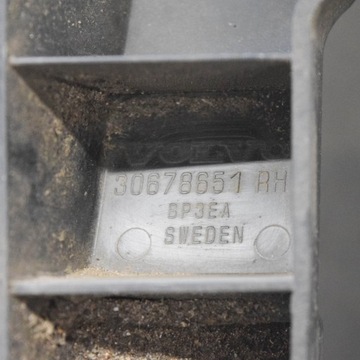 VOLVO
30678651 RH
BP3EA
SWEDEN